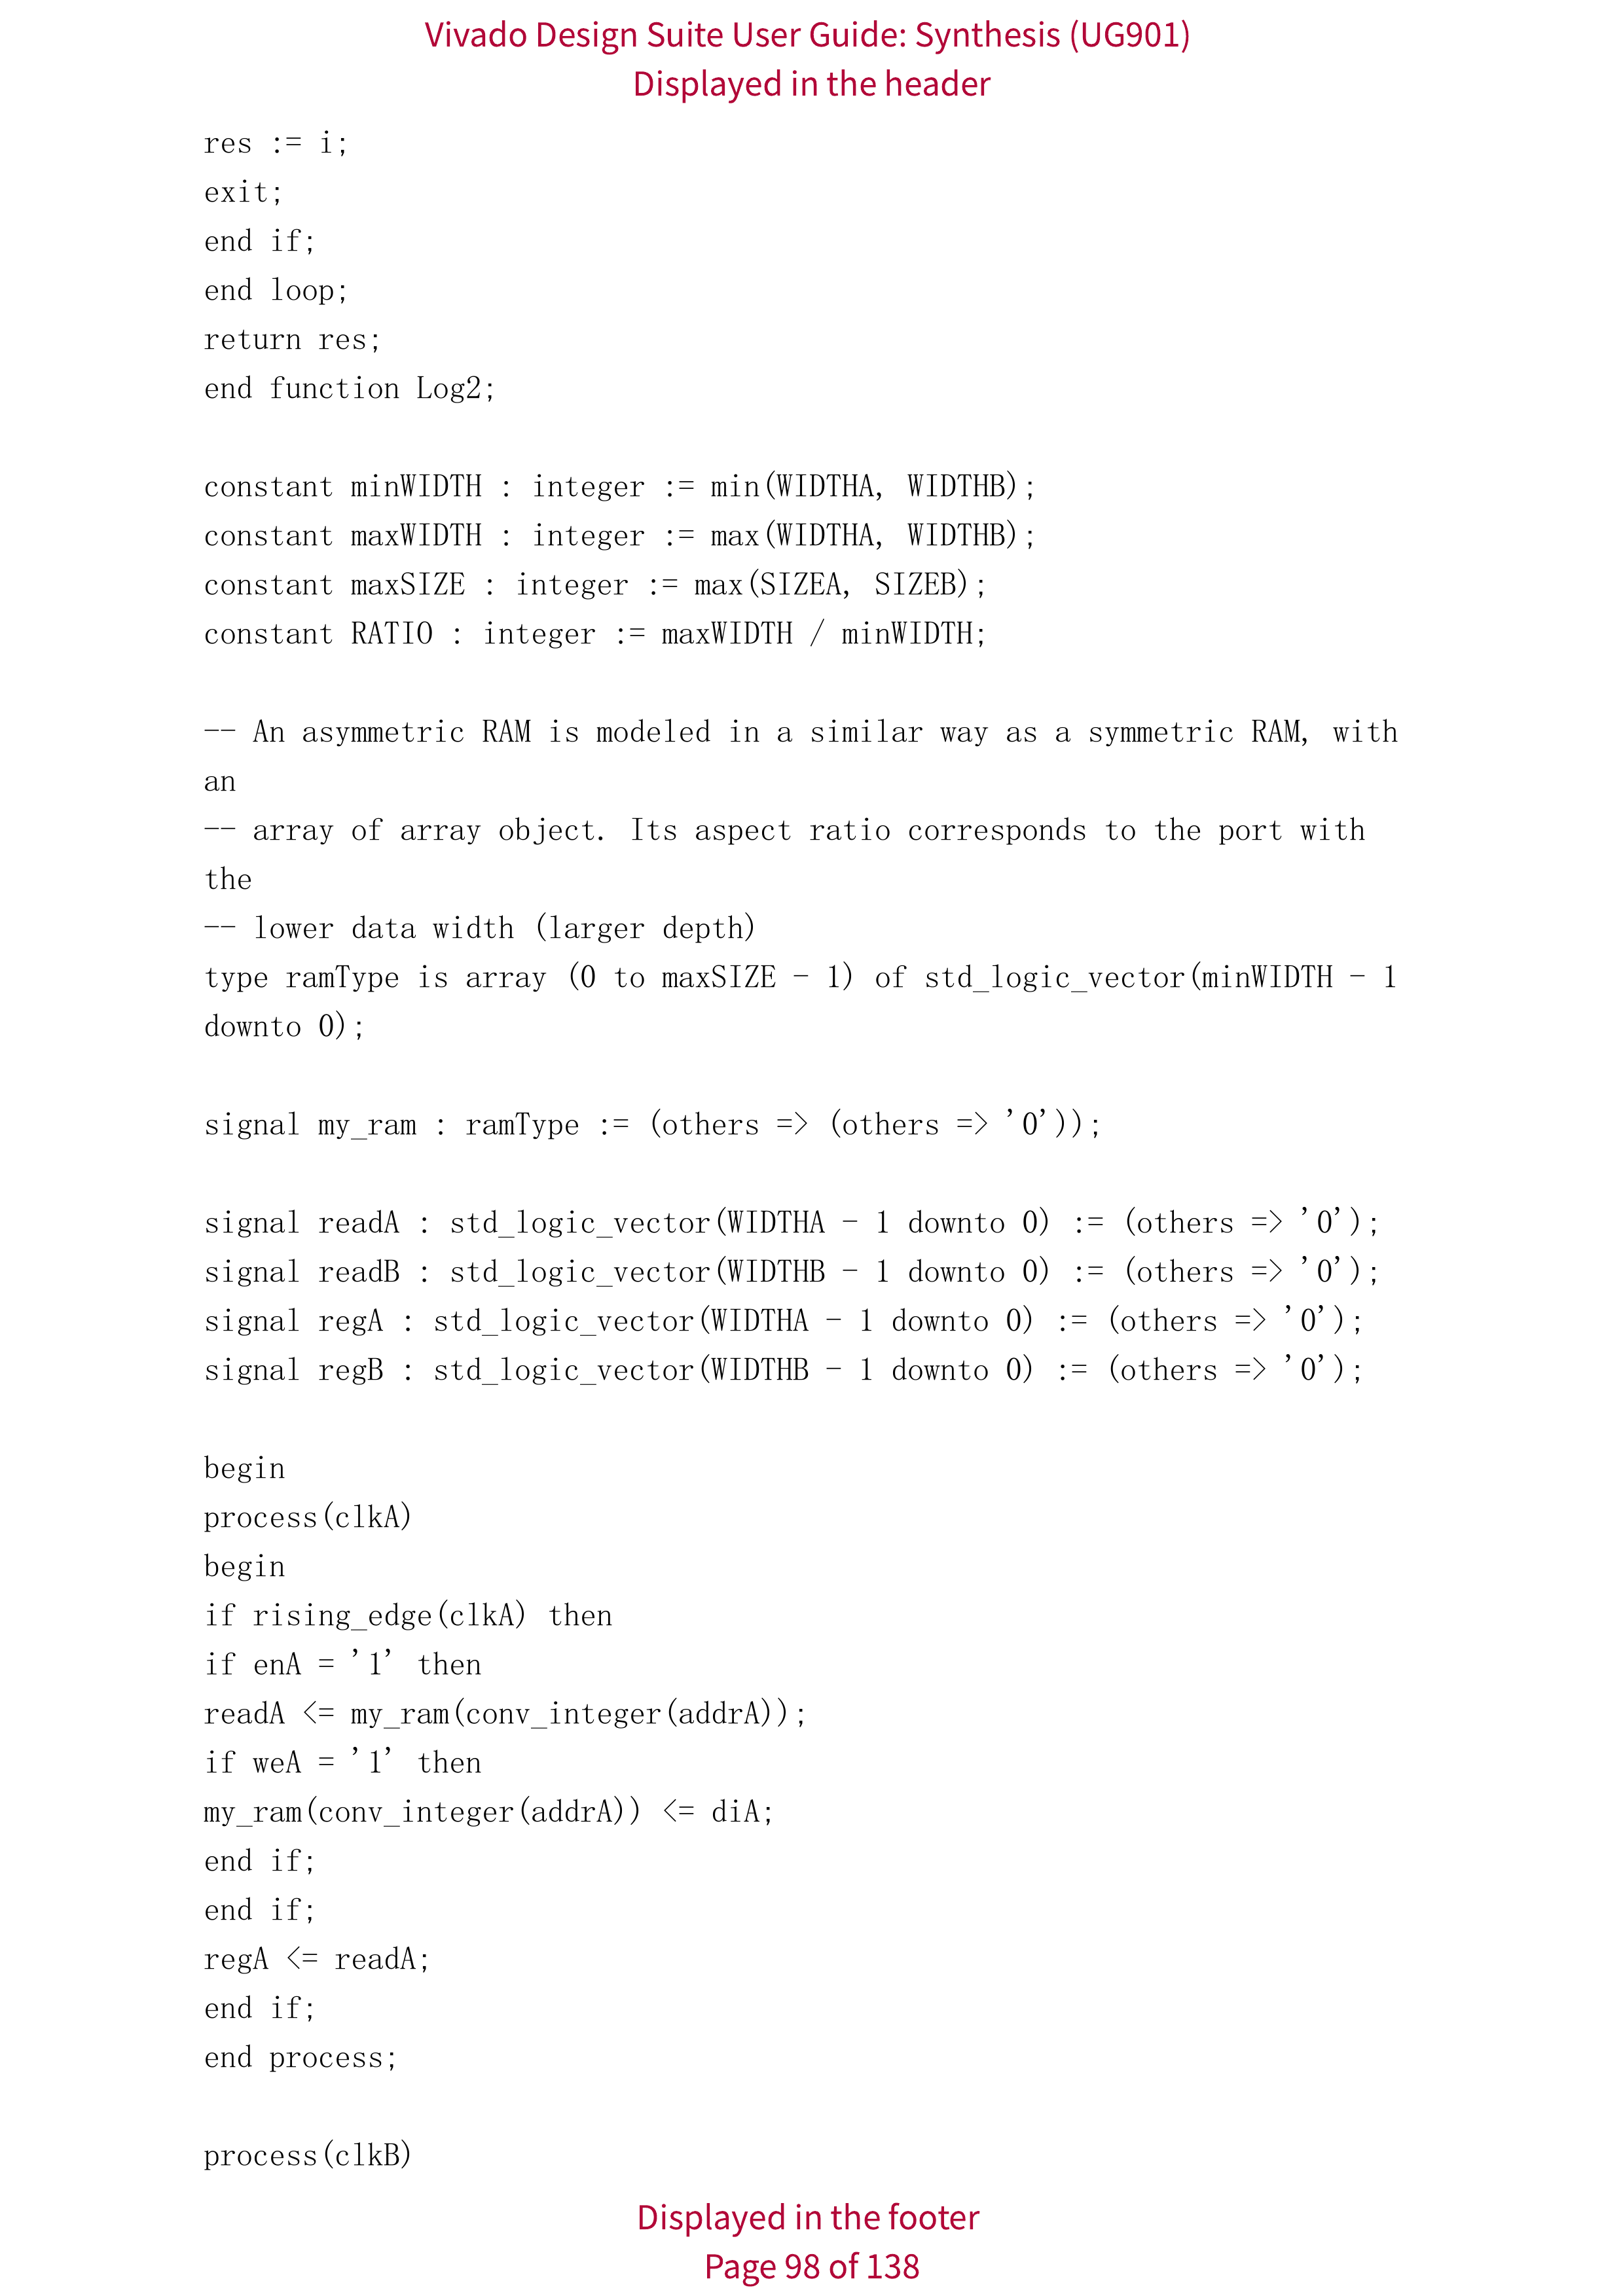 Vivado Design Suite User Guide: Synthesis (UG901)
Displayed in the header
res := i;
exit;
end if;
end loop;
return res;
end function Log2;
constant minWIDTH : integer := min(WIDTHA, WIDTHB);
constant maxWIDTH : integer := max(WIDTHA, WIDTHB);
constant maxSIZE : integer := max(SIZEA, SIZEB);
constant RATIO : integer := maxWIDTH / minWIDTH;
-- An asymmetric RAM is modeled in a similar way as a symmetric RAM, with
an
-- array of array object. Its aspect ratio corresponds to the port with
the
-- lower data width (larger depth)
type ramType is array (0 to maxSIZE - 1) of std_logic_vector(minWIDTH - 1
downto 0);
signal my_ram : ramType := (others => (others => '0'));
signal readA : std_logic_vector(WIDTHA - 1 downto 0) := (others => '0');
signal readB : std_logic_vector(WIDTHB - 1 downto 0) := (others => '0');
signal regA : std_logic_vector(WIDTHA - 1 downto 0) := (others => '0');
signal regB : std_logic_vector(WIDTHB - 1 downto 0) := (others => '0');
begin
process(clkA)
begin
if rising_edge(clkA) then
if enA = '1' then
readA <= my_ram(conv_integer(addrA));
if weA = '1' then
my_ram(conv_integer(addrA)) <= diA;
end if;
end if;
regA <= readA;
end if;
end process;
process(clkB)
Displayed in the footer
Page 98 of 138